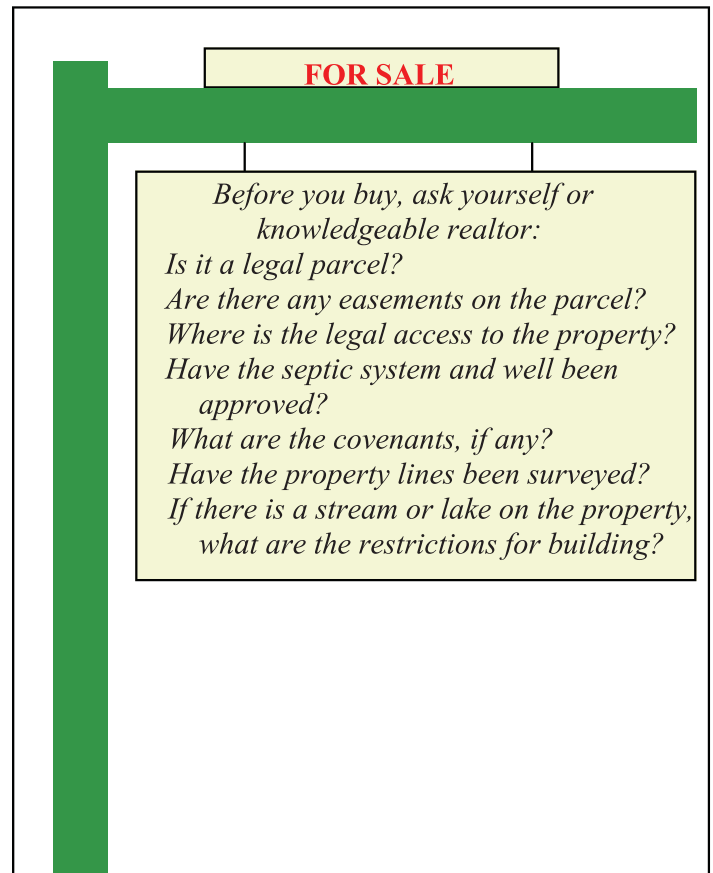 FOR SALE
Before you buy, ask yourself or
knowledgeable realtor:
Is it a legal parcel?
Are there any easements on the parcel?
Where is the legal access to the property?
Have the septic system and well been
approved?
What are the covenants, if any?
Have the property lines been surveyed?
If there is a stream or lake on the property,
what are the restrictions for building?